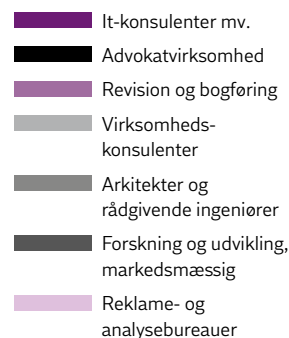 It-konsulenter mv.
Advokatvirksomhed
Revision og bogføring
Virksomheds-
konsulenter
Arkitekter og
rådgivende ingeniører
Forskning og udvikling,
markedsmæssig
Reklame- og
analysebureauer